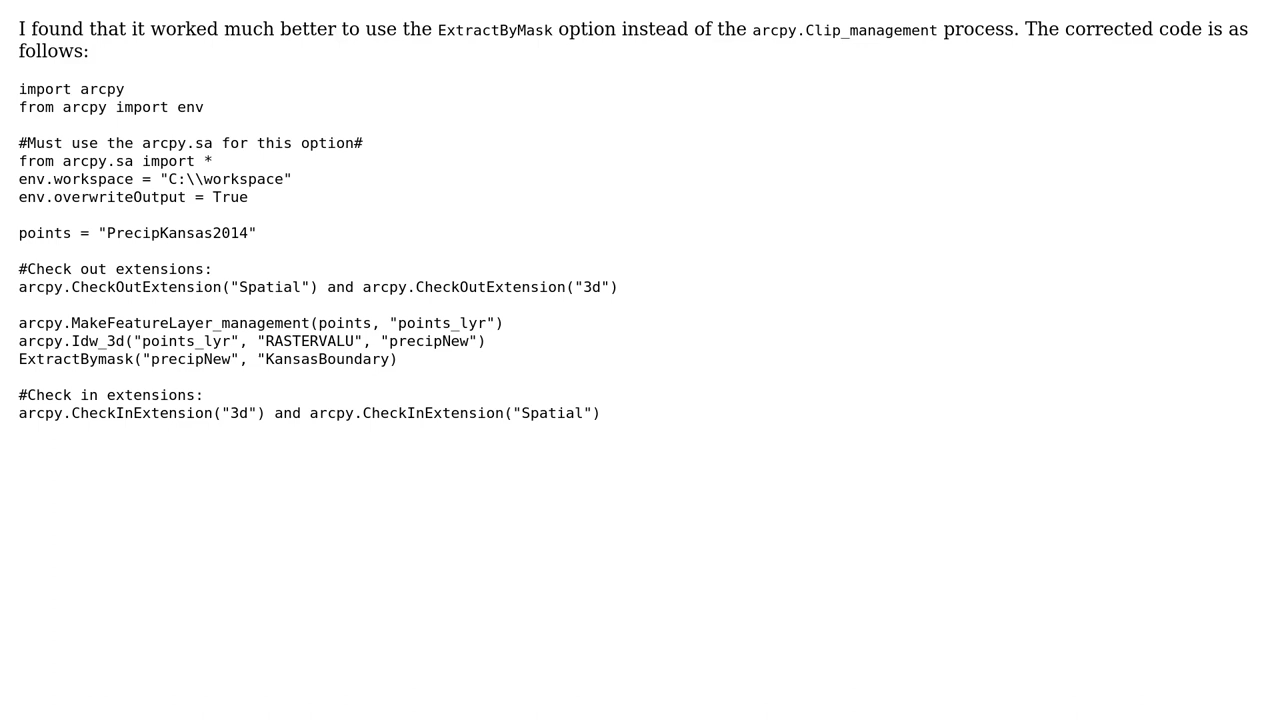 I found that it worked much better to use the ExtractByMask option instead of the arcpy.Clip_management process. The corrected code is as
follows:
import arcpy
from arcpy import env
#Must use the arcpy.sa for this option#
from arcpy.sa import *
env.workspace = "C:\\workspace"
env.overwriteOutput = True
points = "PrecipKansas2014"
#Check out extensions:
arcpy.CheckOutExtension("Spatial") and arcpy.CheckOutExtension("3d")
arcpy.MakeFeatureLayer_management(points, "points_lyr")
arcpy.Idw_3d("points_lyr", "RASTERVALU", "precipNew")
ExtractBymask("precipNew", "KansasBoundary)
#Check in extensions:
arcpy.CheckInExtension("3d") and arcpy.CheckInExtension("Spatial")